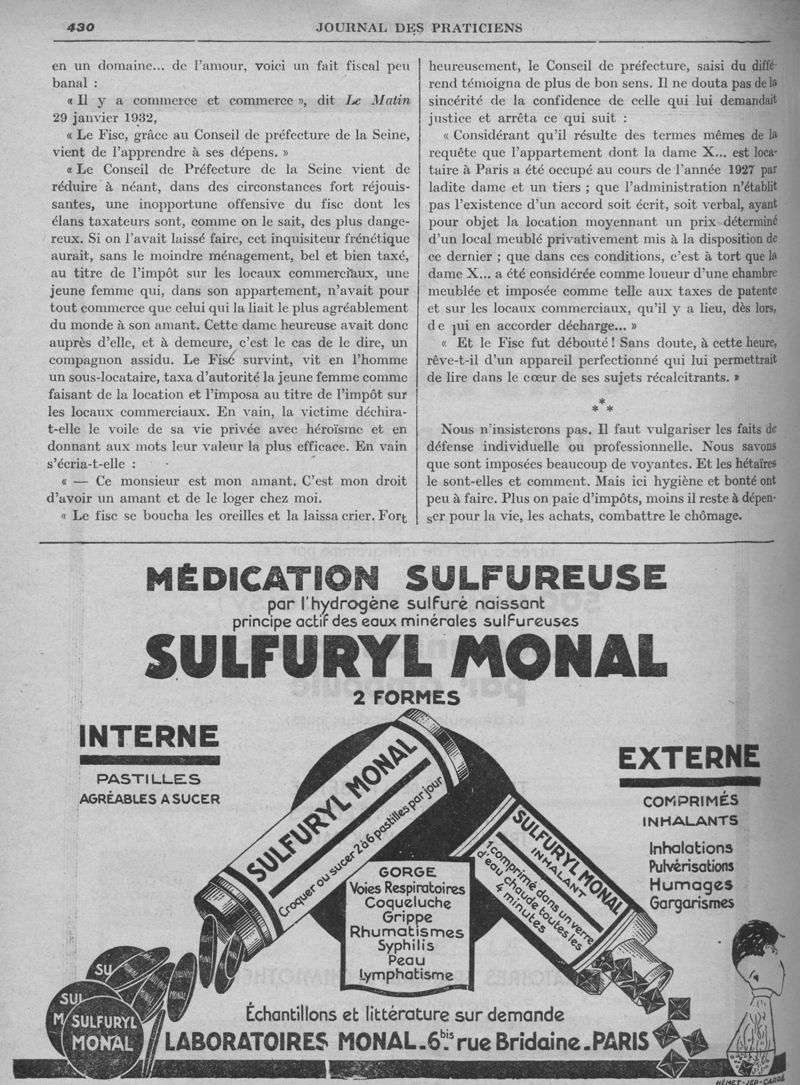 430
JOURNAL DES PRATICIENS
en un domaine... de l'amour, voici un fait fiscal peu
banal :
« Il y a commerce et commerce », dit Le Matin
29 janvier 1932,
« Le Fisc, grâce au Conseil de préfecture de la Seine,
vient de l'apprendre à ses dépens. »
« Le Conseil de Préfecture de la Seine vient de
réduire à néant, dans des circonstances fort réjouis-
santes, une inopportune offensive du fisc dont les
élans taxateurs sont, comme on le sait, des plus dange-
reux. Si on l'avait laissé faire, cet inquisiteur frénétique
aurait, sans le moindre ménagement, bel et bien taxé,
au titre de l'impôt sur les locaux commerciaux, une
jeune femme qui, dans son appartement, n'avait pour
tout commerce que celui qui la liait le plus agréablement
du monde à son amant. Cette dame heureuse avait donc
auprès d'elle, et à demeure, c'est le cas de le dire, un
compagnon assidu. Le Fisc survint, vit en l'homme
un sous-locataire, taxa d'autorité la jeune femme comme
faisant de la location et l'imposa au titre de l'impôt sur
les locaux commerciaux. En vain, la victime déchira-
t-elle le voile de sa vie privée avec héroïsme et en
donnant aux mots leur valeur la plus efficace. En vain
s'écria-t-elle :
« — Ce monsieur est mon amant. C'est mon droit
d'avoir un amant et de le loger chez moi.
« Le fisc se boucha les oreilles et la laissa crier. Fort
heureusement, le Conseil de préfecture, saisi du diffé-
rend témoigna de plus de bon sens. Il ne douta pas de la
sincérité de la confidence de celle qui lui demandait
justice et arrêta ce qui suit :
« Considérant qu'il résulte des termes mêmes de la
requête que l'appartement dont la dame X... est loca-
taire à Paris a été occupé au cours de l'année 1927 par
ladite dame et un tiers ; que l'administration n'établit
pas l'existence d'un accord soit écrit, soit verbal, ayant
pour objet la location moyennant un prix déterminé
d'un local meublé privativement mis à la disposition de
ce dernier ; que dans ces conditions, c'est à tort que la
dame X... a été considérée comme loueur d'une chambre
meublée et imposée comme telle aux taxes de patente
et sur les locaux commerciaux, qu'il y a lieu, dès lors,
de lui en accorder décharge... »
« Et le Fisc fut débouté ! Sans doute, à cette heure,
rêve-t-il d'un appareil perfectionné qui lui permettrait
de lire dans le cœur de ses sujets récalcitrants. »
*
* *
Nous n'insisterons pas. Il faut vulgariser les faits de
défense individuelle ou professionnelle. Nous savons
que sont imposées beaucoup de voyantes. Et les hétaïres
le sont-elles et comment. Mais ici hygiène et bonté ont
peu à faire. Plus on paie d'impôts, moins il reste à dépen-
ser pour la vie, les achats, combattre le chômage.
MÉDICATION SULFUREUSE
par l'hydrogène sulfuré naissant
principe actif des eaux minérales sulfureuses
SULFURYL MONAL
2 FORMES
INTERNE
PASTILLES
AGRÉABLES A SUCER
EXTERNE
COMPRIMÉS
INHALANTS
Inhalations
Pulvérisations
Humages
Gargarismes
SULFURYL MONAL
Croquer ou sucer 2 à 6 pastilles par jour
SULFURYL MONAL
INHALANT
1 comprimé dans un verre
d'eau chaude toutes les
4 minutes
GORGE
Voies Respiratoires
Coqueluche
Grippe
Rhumatismes
Syphilis
Peau
Lymphatisme
SU
SUL
M
SULFURYL
MONAL
Échantillons et littérature sur demande
LABORATOIRES MONAL_6bis rue Bridaine_PARIS
HÉMET-JEP-CARRÉ